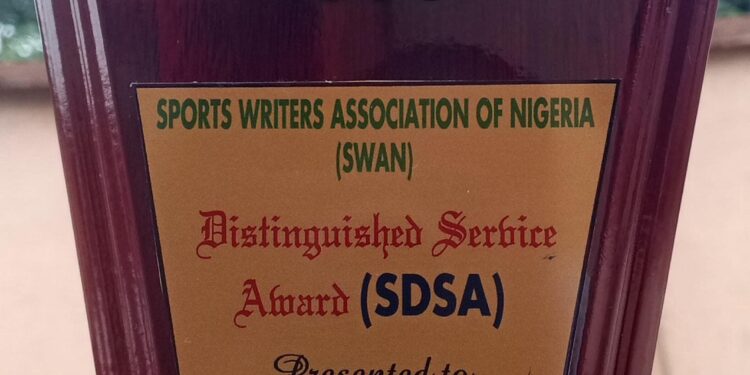 SPORTS WRITERS ASSOCIATION OF NIGERIA
(SWAN)
Distinguished Service
Award (SDSA)
Presented to